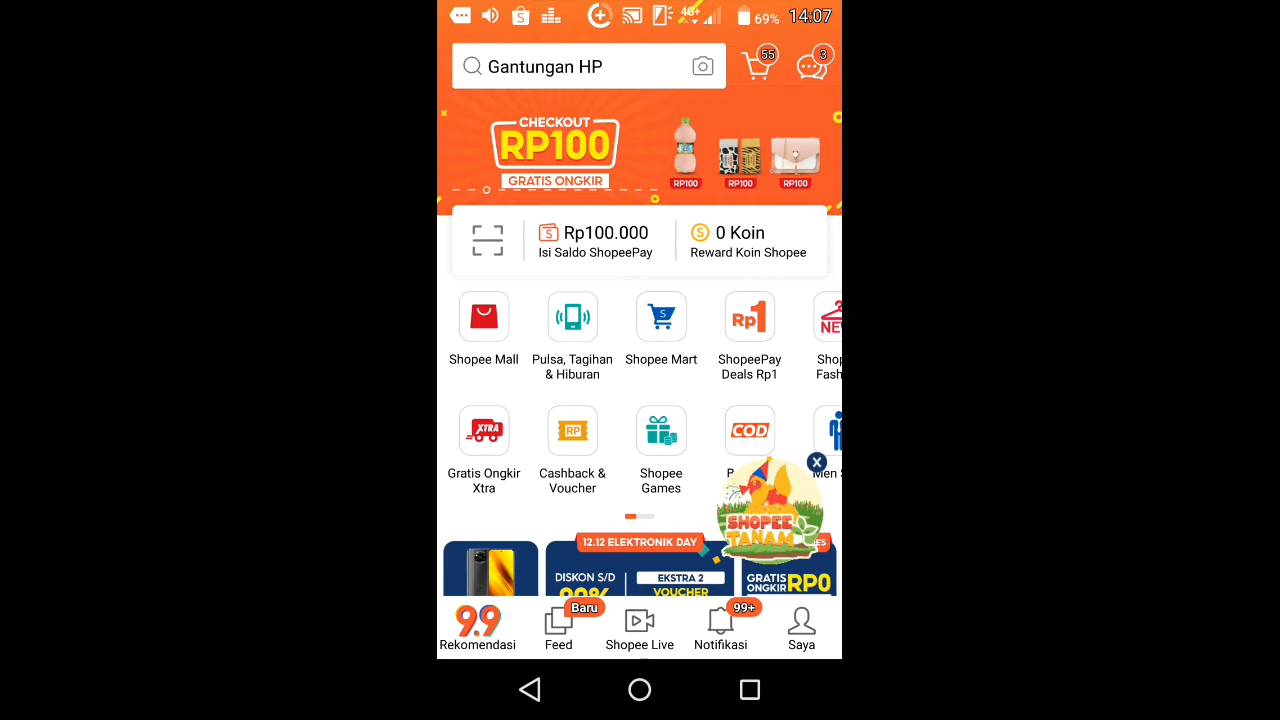 4G+
69%
14:07
Gantungan HP
55
3
CHECKOUT
RP100
GRATIS ONGKIR
RP100
RP100
RP100
Rp100.000
Isi Saldo ShopeePay
0 Koin
Reward Koin Shopee
Rp1
NE
Shopee Mall
Pulsa, Tagihan
& Hiburan
Shopee Mart
ShopeePay
Deals Rp1
Shop
Fash
XTRA
RP
COD
Gratis Ongkir
Xtra
Cashback &
Voucher
Shopee
Games
Men S
SHOPEE
TANAM
12.12 ELEKTRONIK DAY
DISKON S/D
90%
EKSTRA 2
VOUCHER
GRATIS
ONGKIR
RP0
9.9
Baru
99+
Rekomendasi
Feed
Shopee Live
Notifikasi
Saya